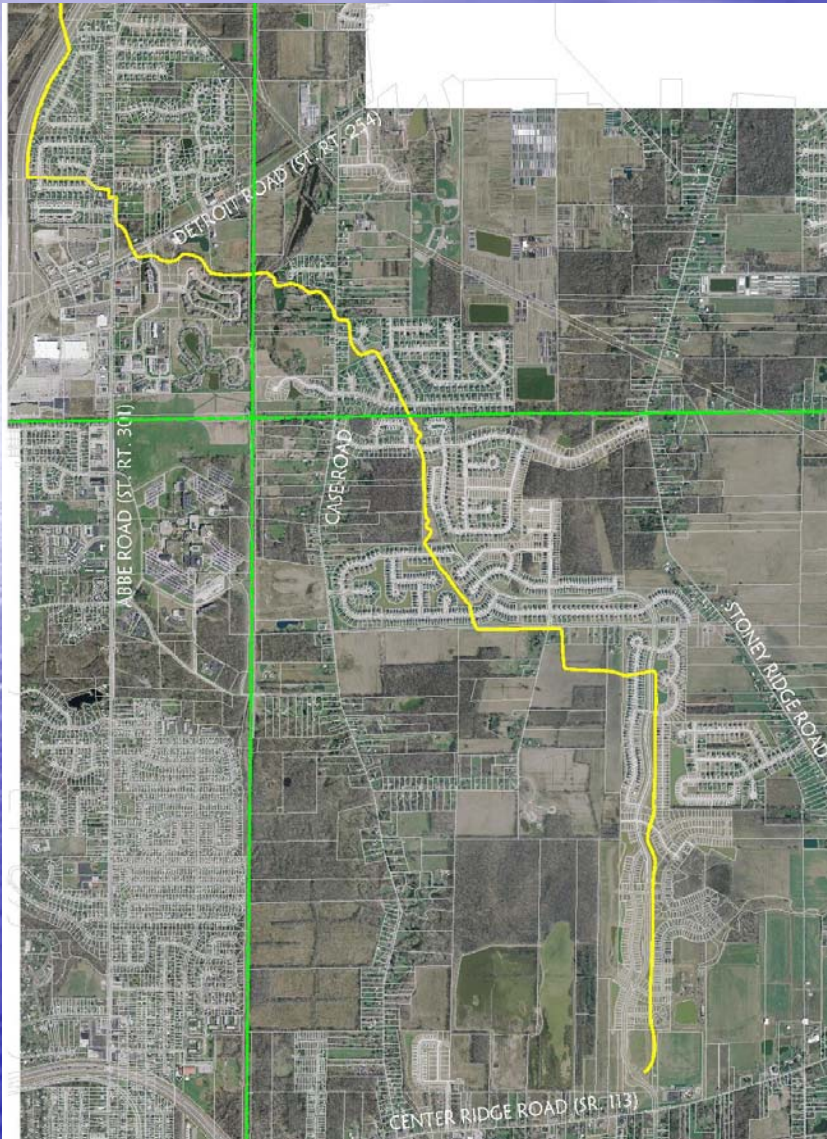 DETROIT ROAD (ST. RT. 254)
ABBE ROAD (ST. RT. 301)
CASE ROAD
STONEY RIDGE ROAD
CENTER RIDGE ROAD (SR. 113)